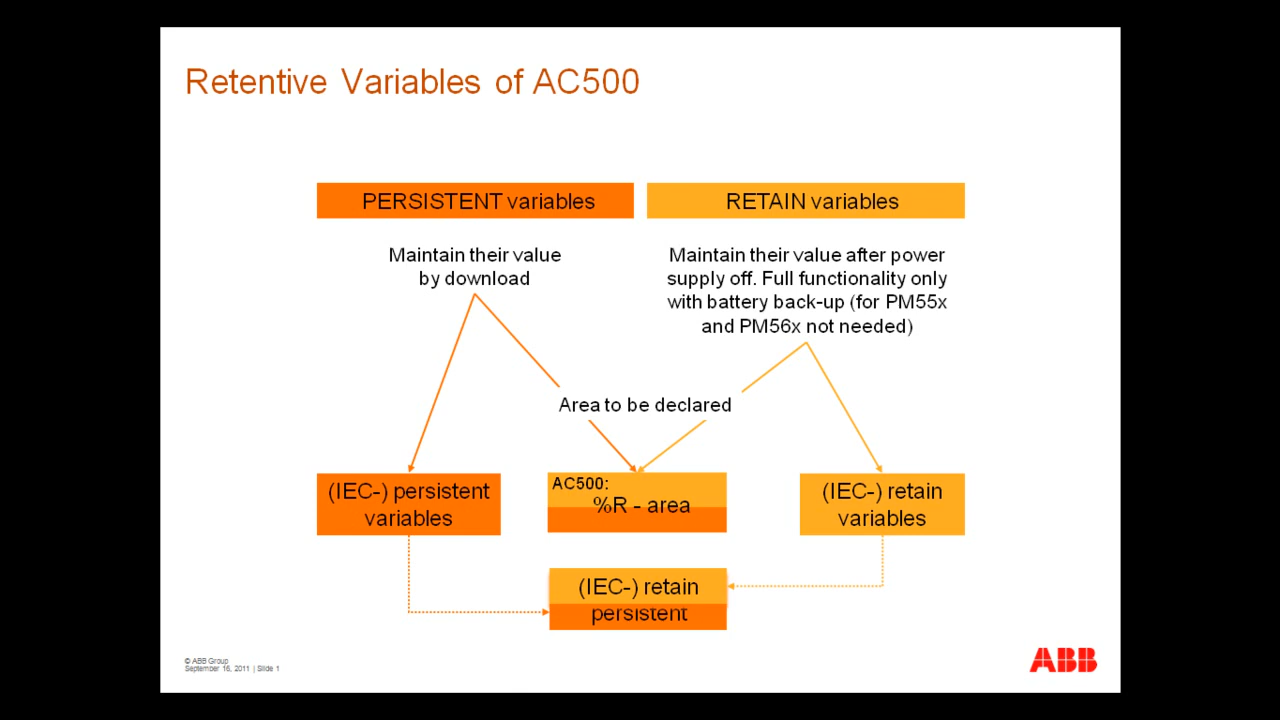 Retentive Variables of AC500
PERSISTENT variables
RETAIN variables
Maintain their value
by download
Maintain their value after power
supply off. Full functionality only
with battery back-up (for PM55x
and PM56x not needed)
Area to be declared
(IEC-) persistent
variables
AC500:
%R - area
(IEC-) retain
variables
(IEC-) retain
persistent
© ABB Group
September 16, 2011 | Slide 1
ABB